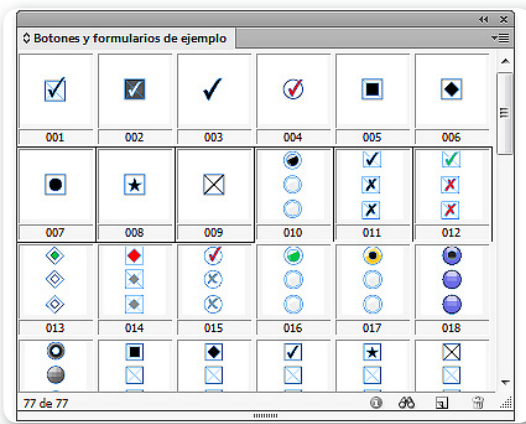 Botones y formularios de ejemplo
001 002 003 004 005 006
007 008 009 010 011 012
013 014 015 016 017 018
77 de 77